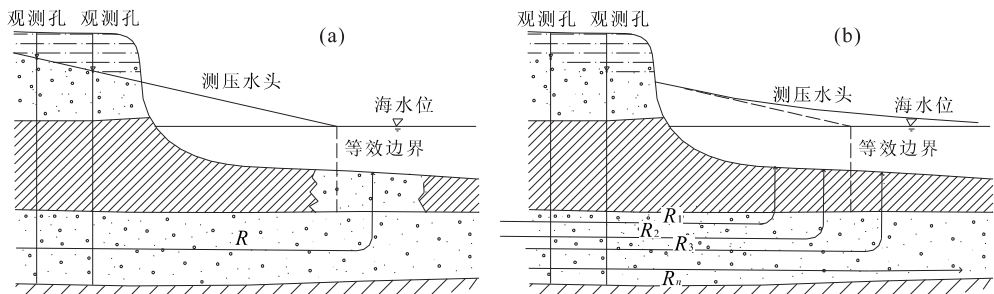 观测孔 观测孔
(a)
测压水头
海水位
等效边界
R
观测孔 观测孔
(b)
测压水头
海水位
等效边界
R1
R2
R3
Rn